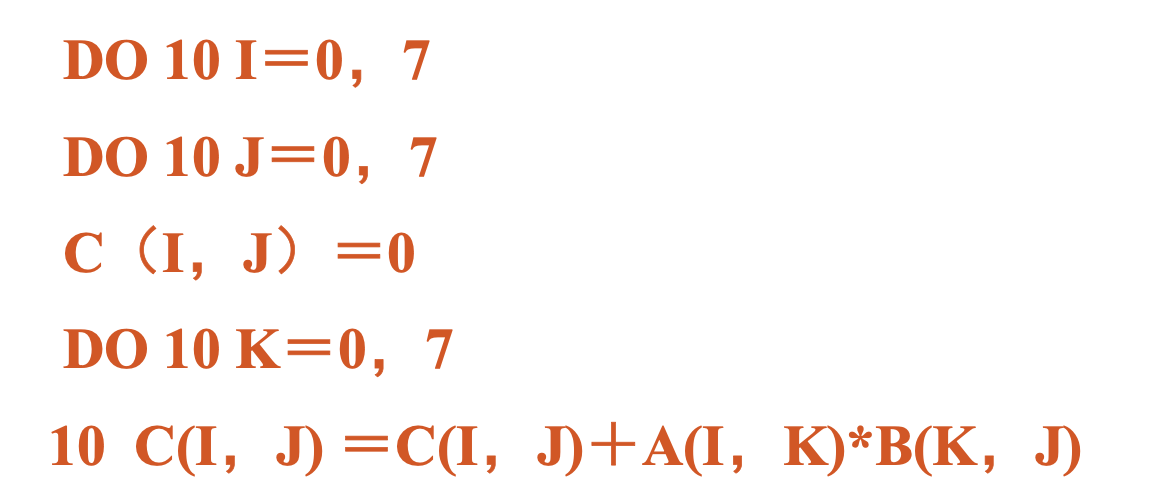 DO 10 I＝0，7
DO 10 J＝0，7
C（I，J）＝0
DO 10 K＝0，7
10 C(I，J) ＝C(I，J)＋A(I，K)*B(K，J)